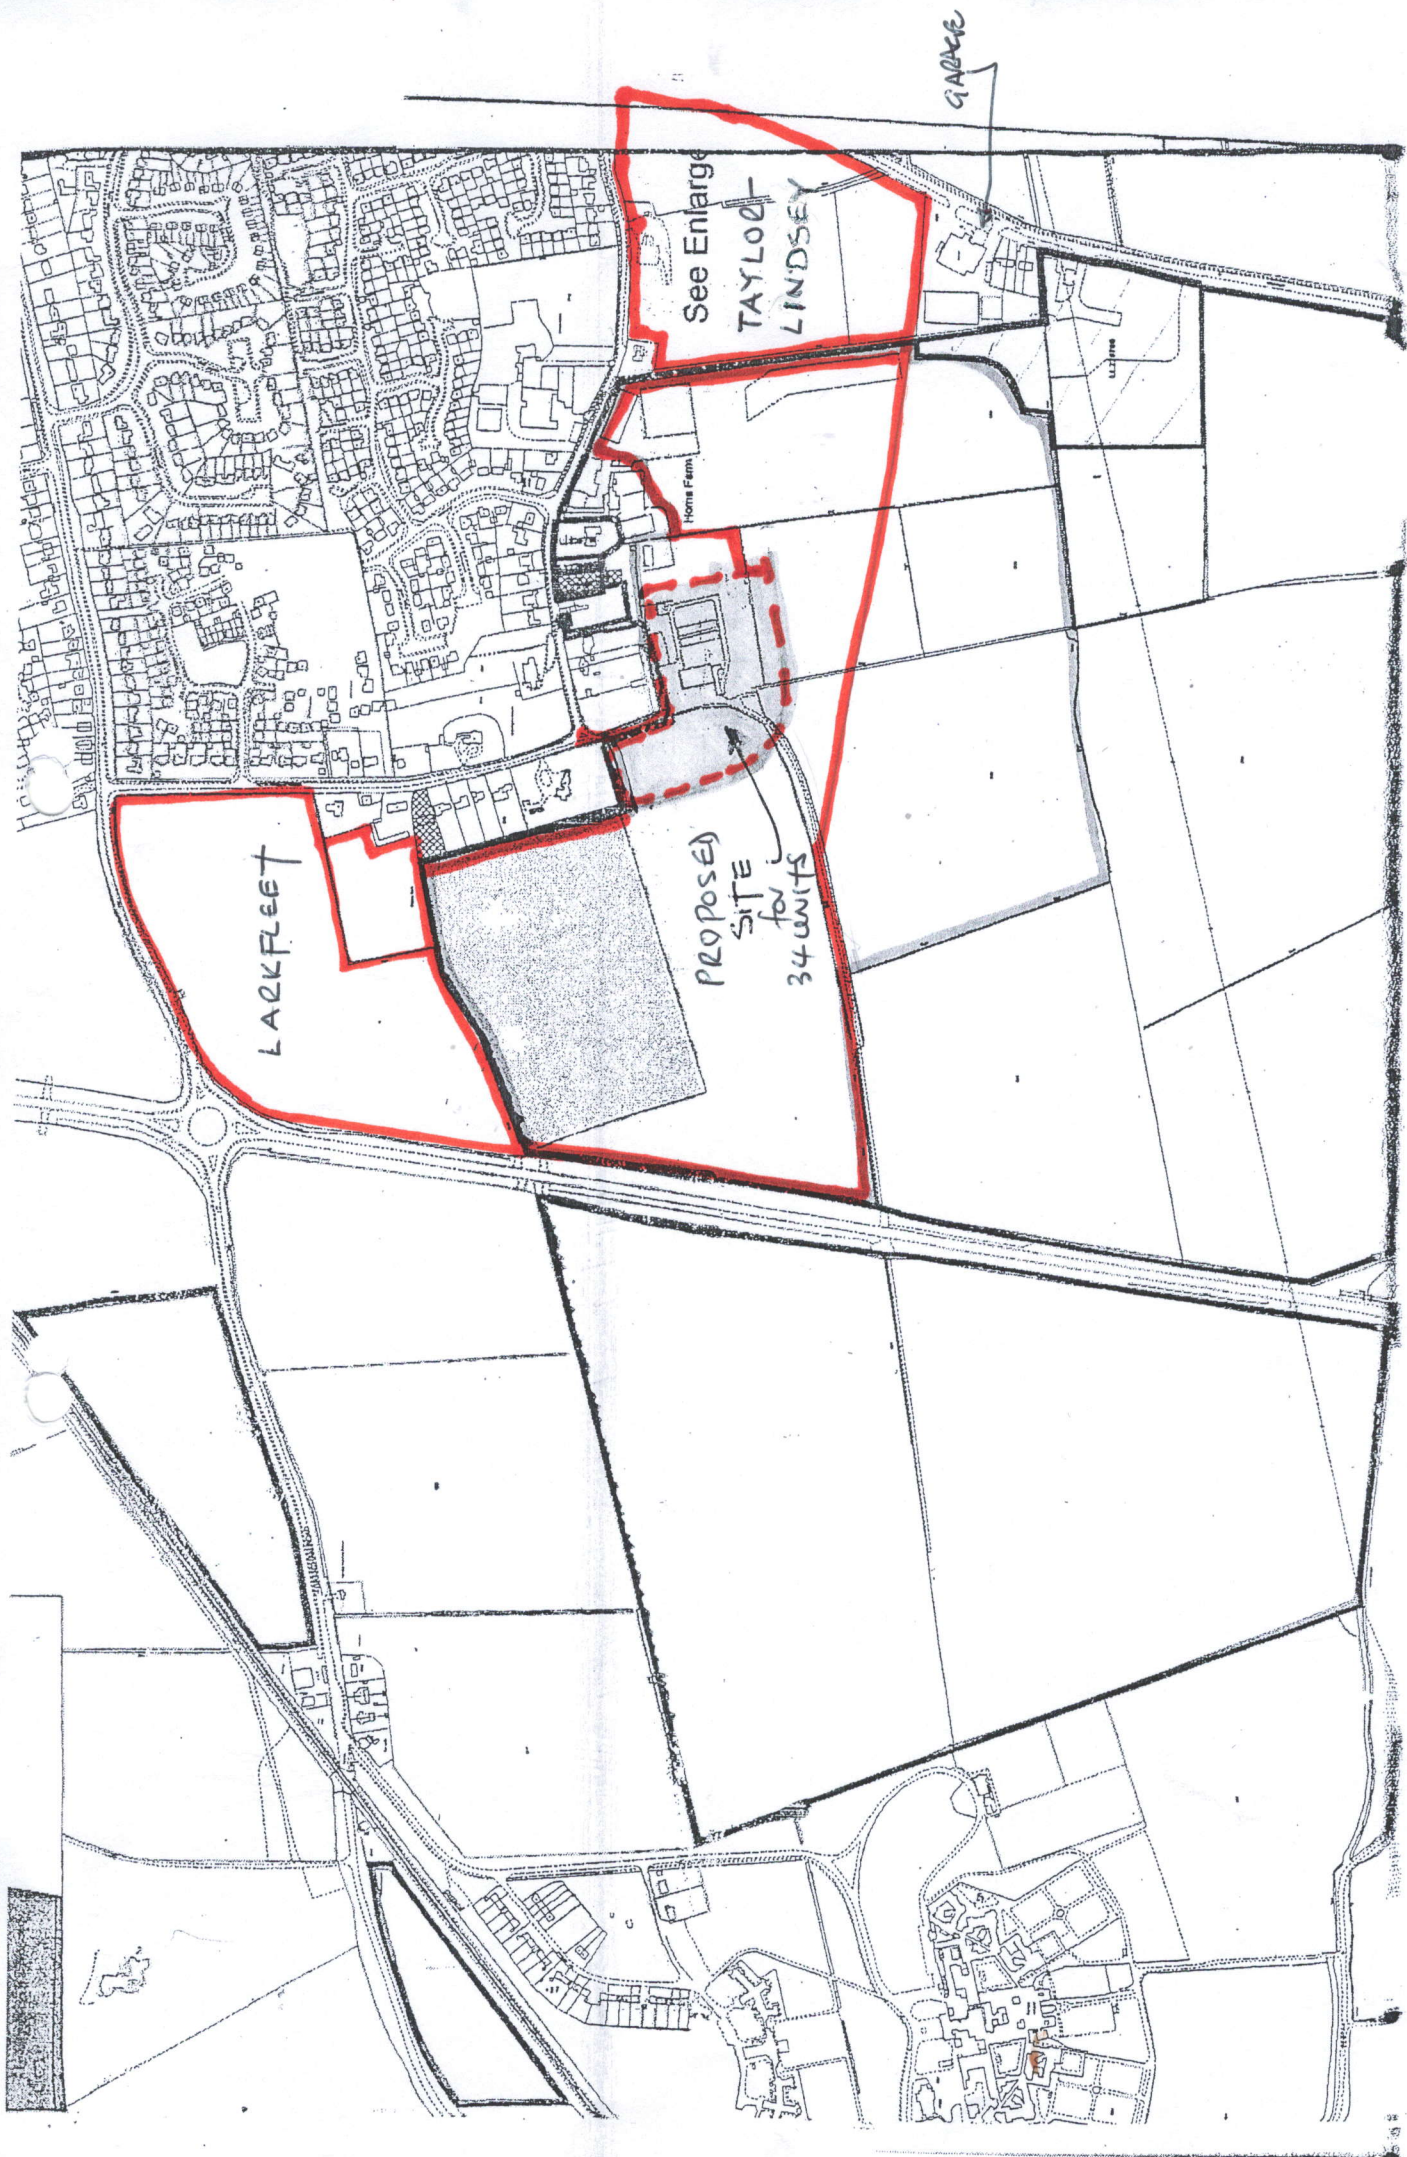 GARAGE
See Enlarge
TAYLOR
LINDSEY
Home Farm
LARKFLEET
PROPOSED
SITE
for
34 units